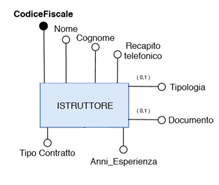 CodiceFiscale
Nome
Cognome
Recapito
telefonico
( 0,1 )
Tipologia
ISTRUTTORE
( 0,1 )
Documento
Tipo Contratto
Anni_Esperienza